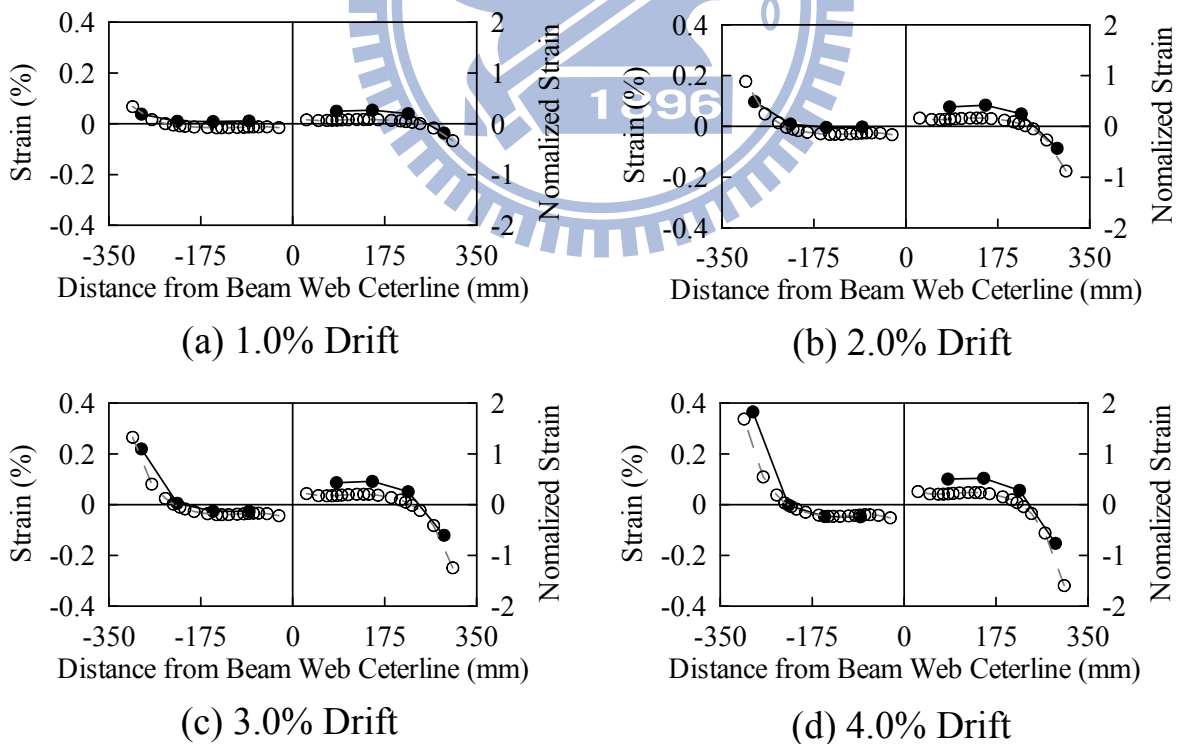 0.4
0.2
0
-0.2
-0.4
Strain (%)
2
1
0
-1
-2
Nomalized Strain
-350 -175 0 175 350
Distance from Beam Web Ceterline (mm)
(a) 1.0% Drift
0.4
0.2
0
-0.2
-0.4
Strain (%)
2
1
0
-1
-2
Nomalized Strain
-350 -175 0 175 350
Distance from Beam Web Ceterline (mm)
(b) 2.0% Drift
1896
0.4
0.2
0
-0.2
-0.4
Strain (%)
2
1
0
-1
-2
Nomalized Strain
-350 -175 0 175 350
Distance from Beam Web Ceterline (mm)
(c) 3.0% Drift
0.4
0.2
0
-0.2
-0.4
Strain (%)
2
1
0
-1
-2
Nomalized Strain
-350 -175 0 175 350
Distance from Beam Web Ceterline (mm)
(d) 4.0% Drift